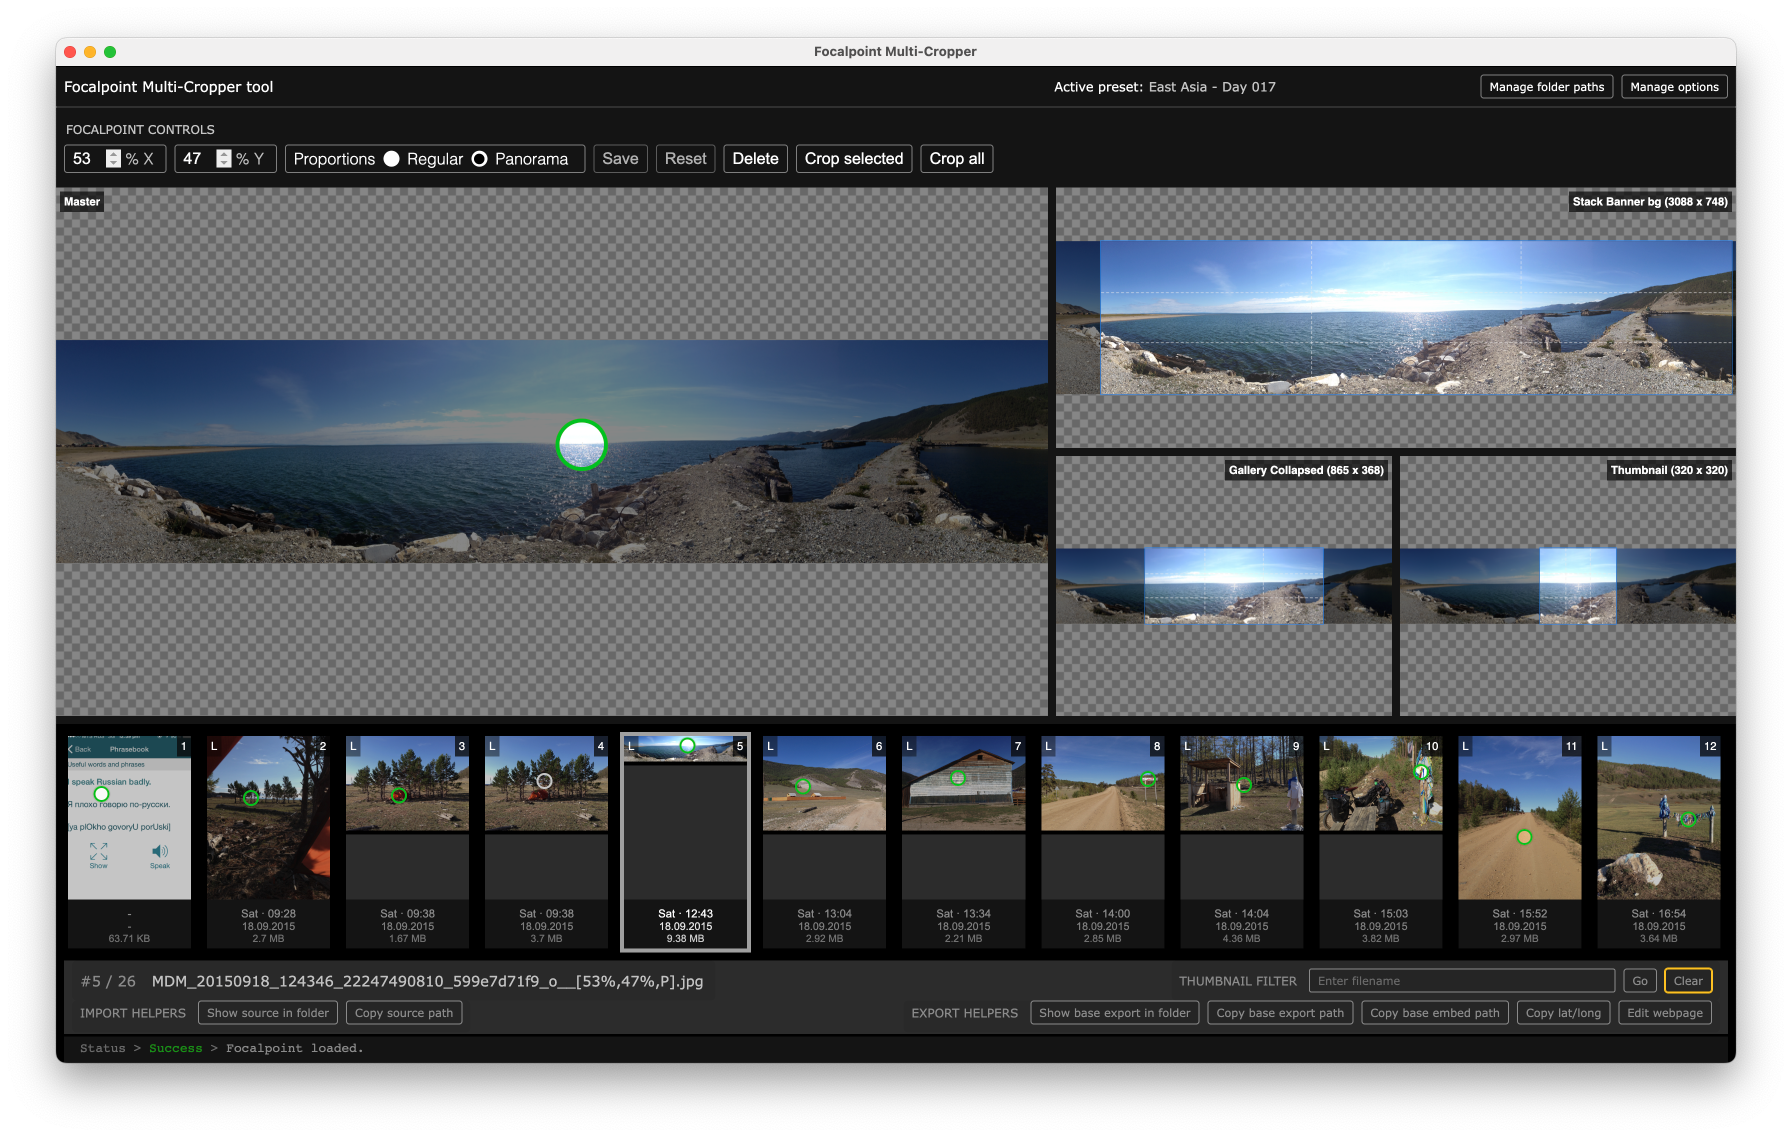 Focalpoint Multi-Cropper
Focalpoint Multi-Cropper tool
Active preset: East Asia - Day 017
Manage folder paths
Manage options
FOCALPOINT CONTROLS
53 % X
47 % Y
Proportions Regular Panorama
Save
Reset
Delete
Crop selected
Crop all
Master
Stack Banner bg (3088 x 748)
Gallery Collapsed (865 x 368)
Thumbnail (320 x 320)
1
Back Phrasebook
Useful words and phrases
I speak Russian badly.
Я плохо говорю по-русски.
[ya plOkho govoryU porUski]
Show Speak
-
-
63.71 KB
L 2
Sat · 09:28
18.09.2015
2.7 MB
L 3
Sat · 09:38
18.09.2015
1.67 MB
L 4
Sat · 09:38
18.09.2015
3.7 MB
L 5
Sat · 12:43
18.09.2015
9.38 MB
L 6
Sat · 13:04
18.09.2015
2.92 MB
L 7
Sat · 13:34
18.09.2015
2.21 MB
L 8
Sat · 14:00
18.09.2015
2.85 MB
L 9
Sat · 14:04
18.09.2015
4.36 MB
L 10
Sat · 15:03
18.09.2015
3.82 MB
L 11
Sat · 15:52
18.09.2015
2.97 MB
L 12
Sat · 16:54
18.09.2015
3.64 MB
#5 / 26 MDM_20150918_124346_22247490810_599e7d71f9_o__[53%,47%,P].jpg
THUMBNAIL FILTER Enter filename Go Clear
IMPORT HELPERS Show source in folder Copy source path
EXPORT HELPERS Show base export in folder Copy base export path Copy base embed path Copy lat/long Edit webpage
Status > Success > Focalpoint loaded.